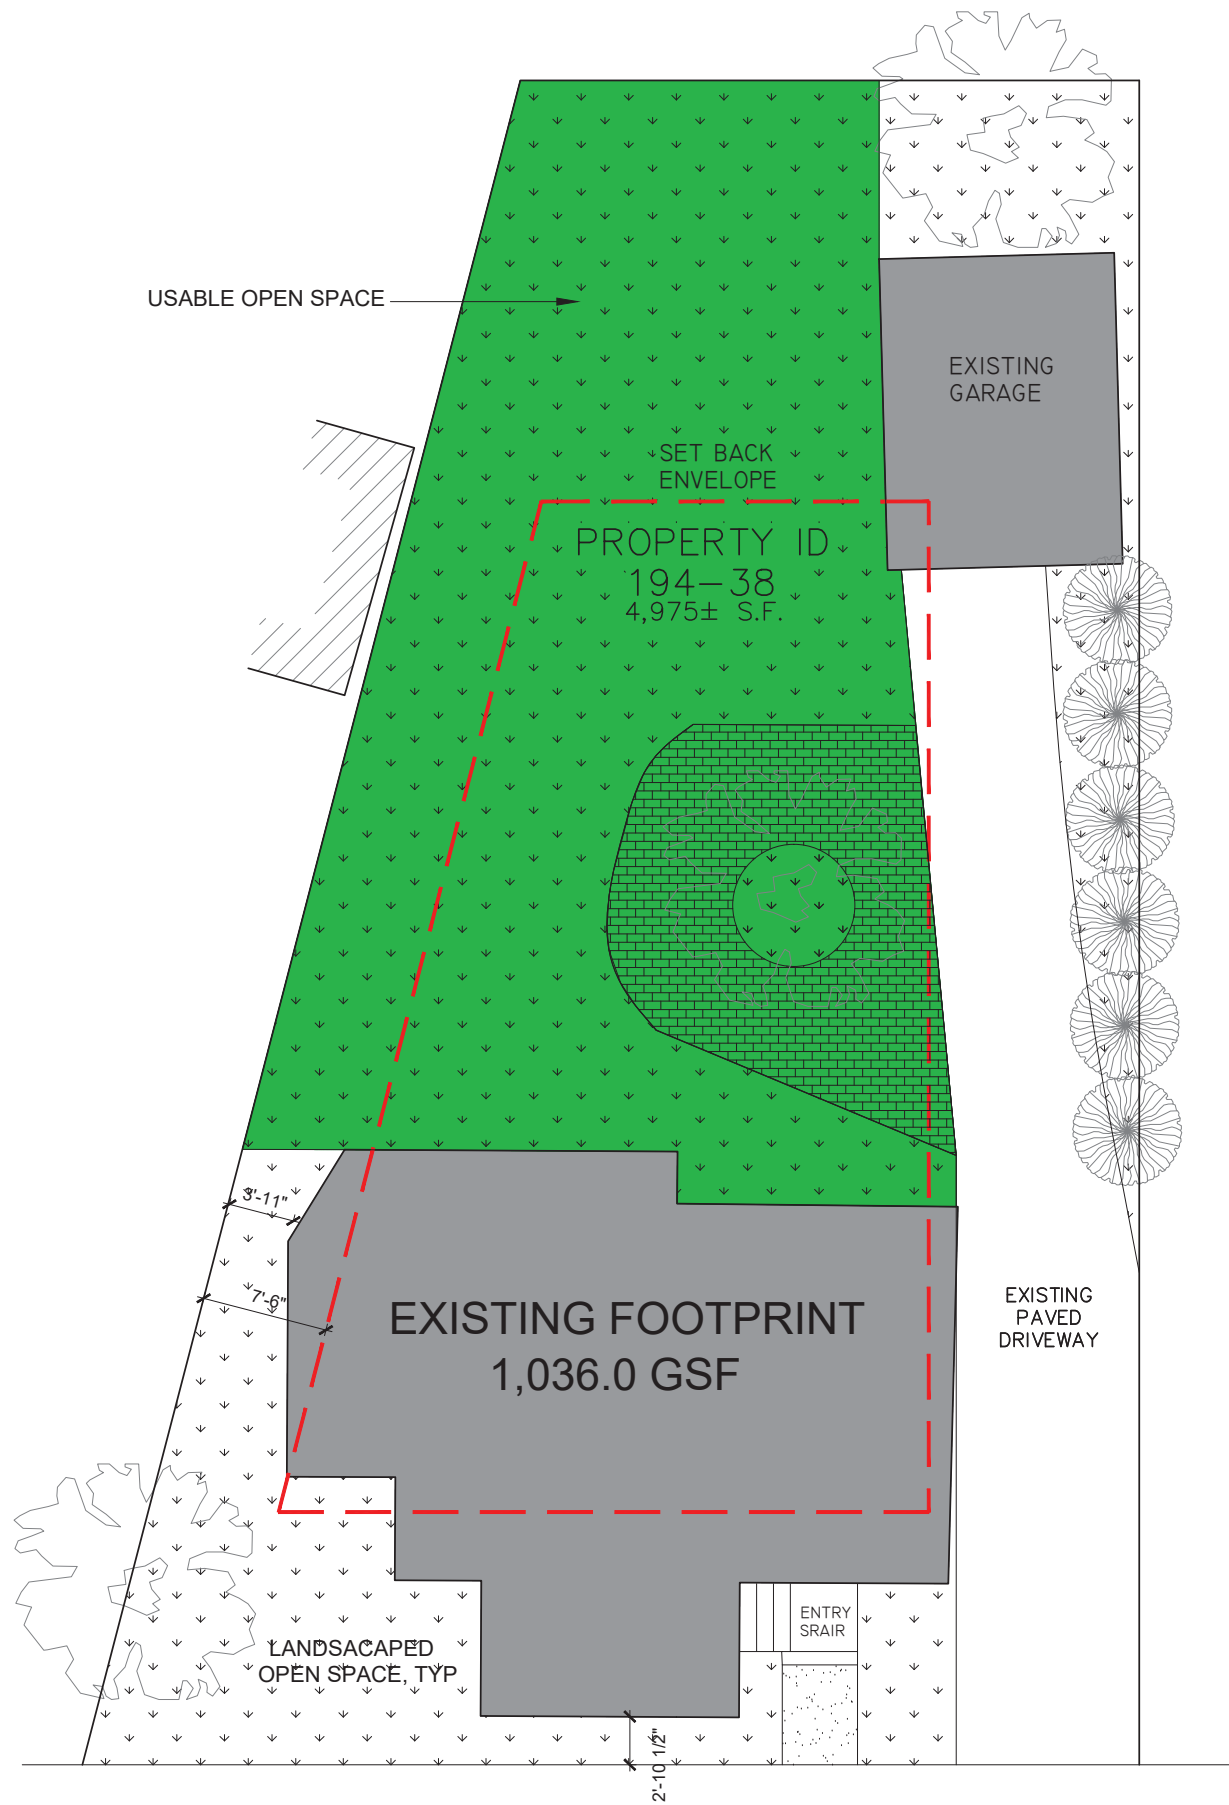 USABLE OPEN SPACE
EXISTING
GARAGE
SET BACK
ENVELOPE
PROPERTY ID
194-38
4,975± S.F.
3'-11"
7'-6"
EXISTING FOOTPRINT
1,036.0 GSF
EXISTING
PAVED
DRIVEWAY
ENTRY
SRAIR
LANDSACAPED
OPEN SPACE, TYP
2'-10 1/2"